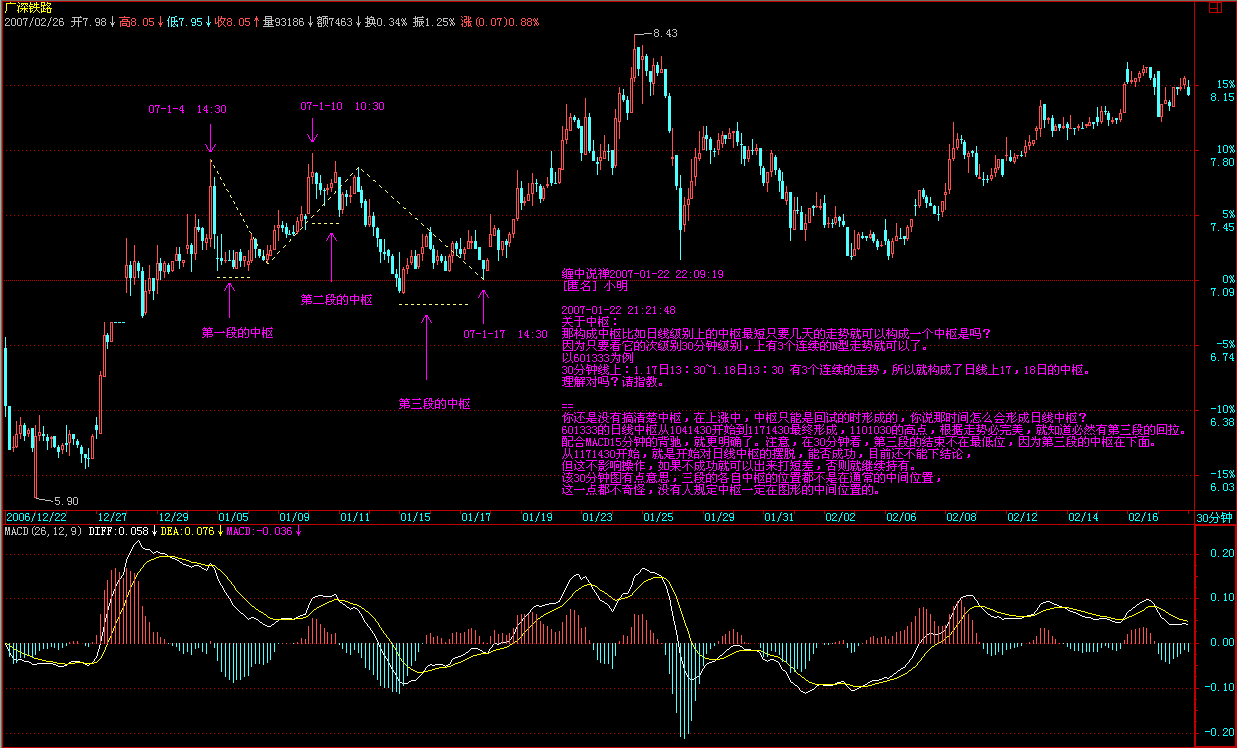 广深铁路
2007/02/26 开7.98↓高8.05↓低7.95↓收8.05↑量93186↓额7463↓换0.34% 振1.25% 涨(0.07)0.88%
8.43
07-1-4 14:30
07-1-10 10:30
15%
8.15
10%
7.80
7.5%
7.45
0%
7.09
-5%
6.74
-10%
6.38
-15%
6.03
第一段的中枢
第二段的中枢
07-1-17 14:30
第三段的中枢
5.90
缠中说禅2007-01-22 22:09:19
[匿名] 小明
2007-01-22 21:21:48
关于中枢：
那构成中枢比如日线级别上的中枢最短只要几天的走势就可以构成一个中枢是吗？
因为只要看它的次级别30分钟级别，上有3个连续的N型走势就可以了。
以601333为例
30分钟线上：1.17日13：30~1.18日13：30 有3个连续的走势，所以就构成了日线上17，18日的中枢。
理解对吗？请指教。
==
你还是没有搞清楚中枢，在上涨中，中枢只能是回试的时形成的，你说那时间怎么会形成日线中枢？
601333的日线中枢从1041430开始到1171430最终形成，1101030的高点，根据走势必完美，就知道必然有第三段的回拉。
配合MACD15分钟的背弛，就更明确了。注意，在30分钟看，第三段的结束不在最低位，因为第三段的中枢在下面。
从1171430开始，就是开始对日线中枢的摆脱，能否成功，目前还不能下结论，
但这不影响操作，如果不成功就可以出来打短差，否则就继续持有。
该30分钟图有点意思，三段的各自中枢的位置都不是在通常的中间位置，
这一点都不奇怪，没有人规定中枢一定在图形的中间位置的。
2006/12/22 12/27 12/29 01/05 01/09 01/11 01/15 01/17 01/19 01/23 01/25 01/29 01/31 02/02 02/06 02/08 02/12 02/14 02/16 30分钟
MACD(26,12,9) DIFF:0.058↓DEA:0.076↓MACD:-0.036↓
0.20
0.10
0.00
-0.10
-0.20